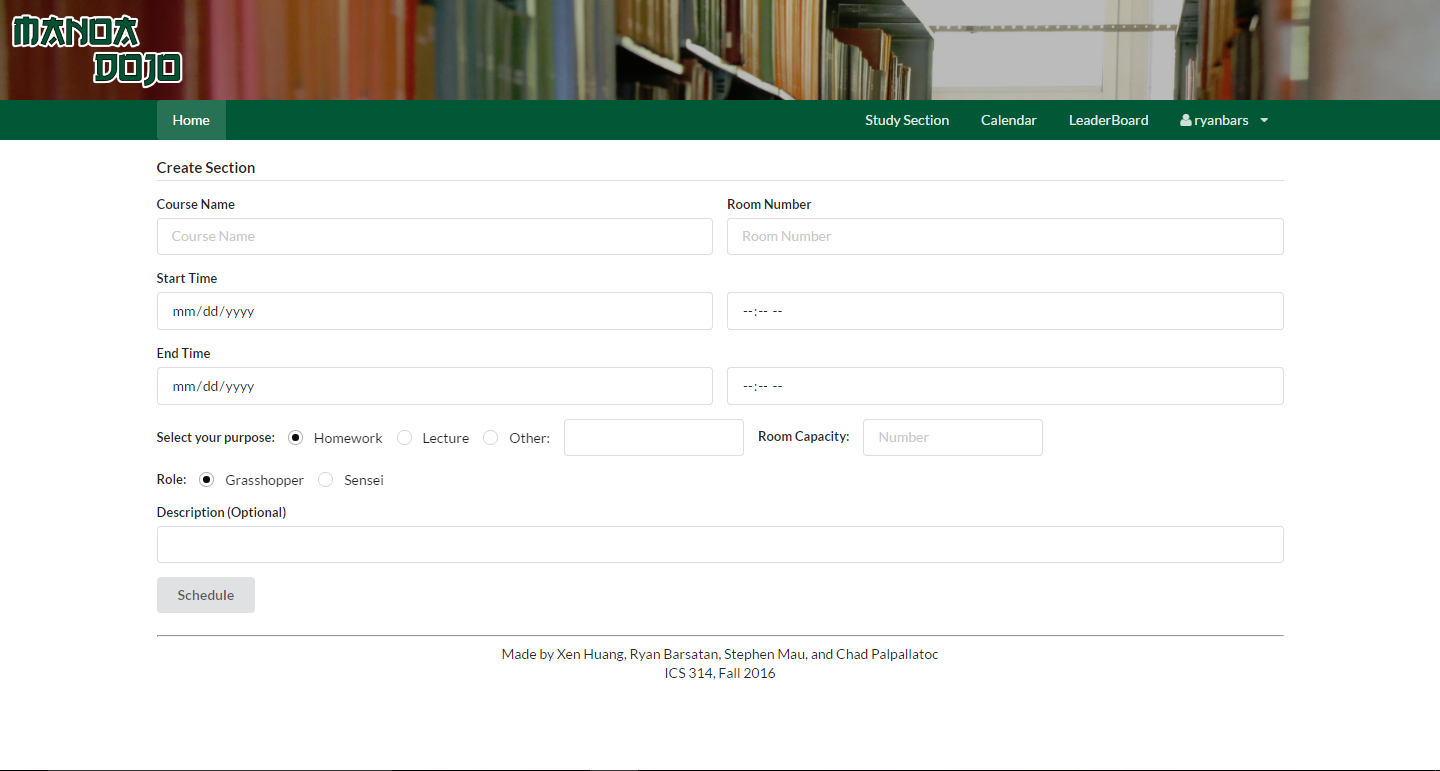 MANOA
DOJO
Home
Study Section
Calendar
LeaderBoard
ryanbars
Create Section
Course Name
Room Number
Course Name
Room Number
Start Time
mm/dd/yyyy
--:-- --
End Time
mm/dd/yyyy
--:-- --
Select your purpose: Homework Lecture Other: Room Capacity: Number
Role: Grasshopper Sensei
Description (Optional)
Schedule
Made by Xen Huang, Ryan Barsatan, Stephen Mau, and Chad Palpallatoc
ICS 314, Fall 2016